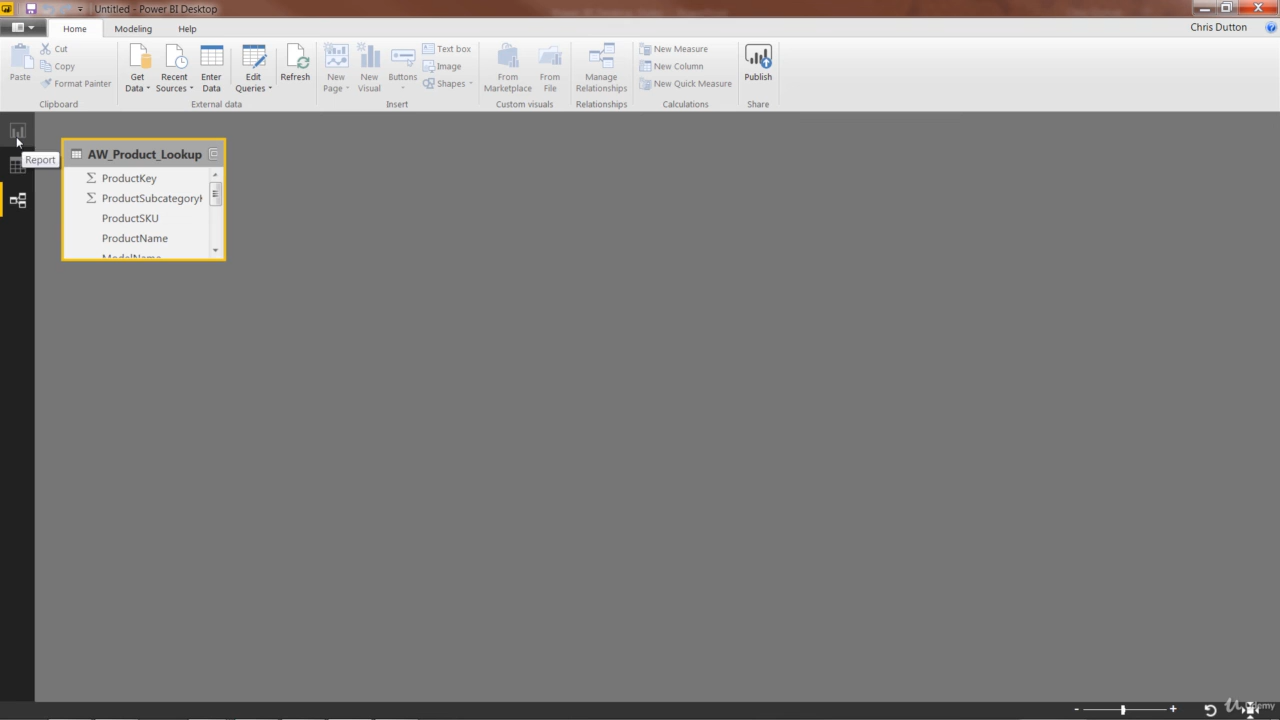 Untitled - Power BI Desktop
Home Modeling Help Chris Dutton
Paste Cut Copy Format Painter
Clipboard
Get Data Recent Sources Enter Data Edit Queries Refresh
External data
New Page New Visual Buttons Text box Image Shapes
Insert
From Marketplace From File
Custom visuals
Manage Relationships
Relationships
New Measure
New Column
New Quick Measure
Calculations
Publish
Share
Report
AW_Product_Lookup
ProductKey
ProductSubcategoryK
ProductSKU
ProductName
ModelName
Udemy